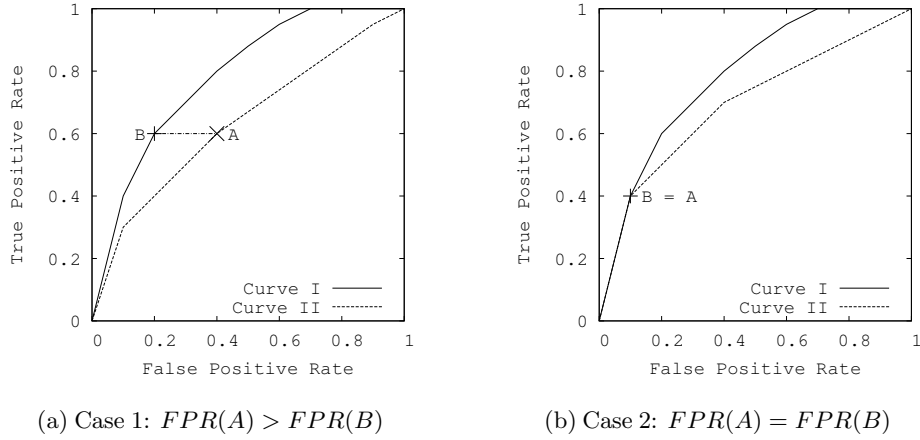 1
0.8
0.6
0.4
0.2
0
True Positive Rate
B
A
Curve I
Curve II
0 0.2 0.4 0.6 0.8 1
False Positive Rate
(a) Case 1: FPR(A) > FPR(B)
1
0.8
0.6
0.4
0.2
0
True Positive Rate
B = A
Curve I
Curve II
0 0.2 0.4 0.6 0.8 1
False Positive Rate
(b) Case 2: FPR(A) = FPR(B)